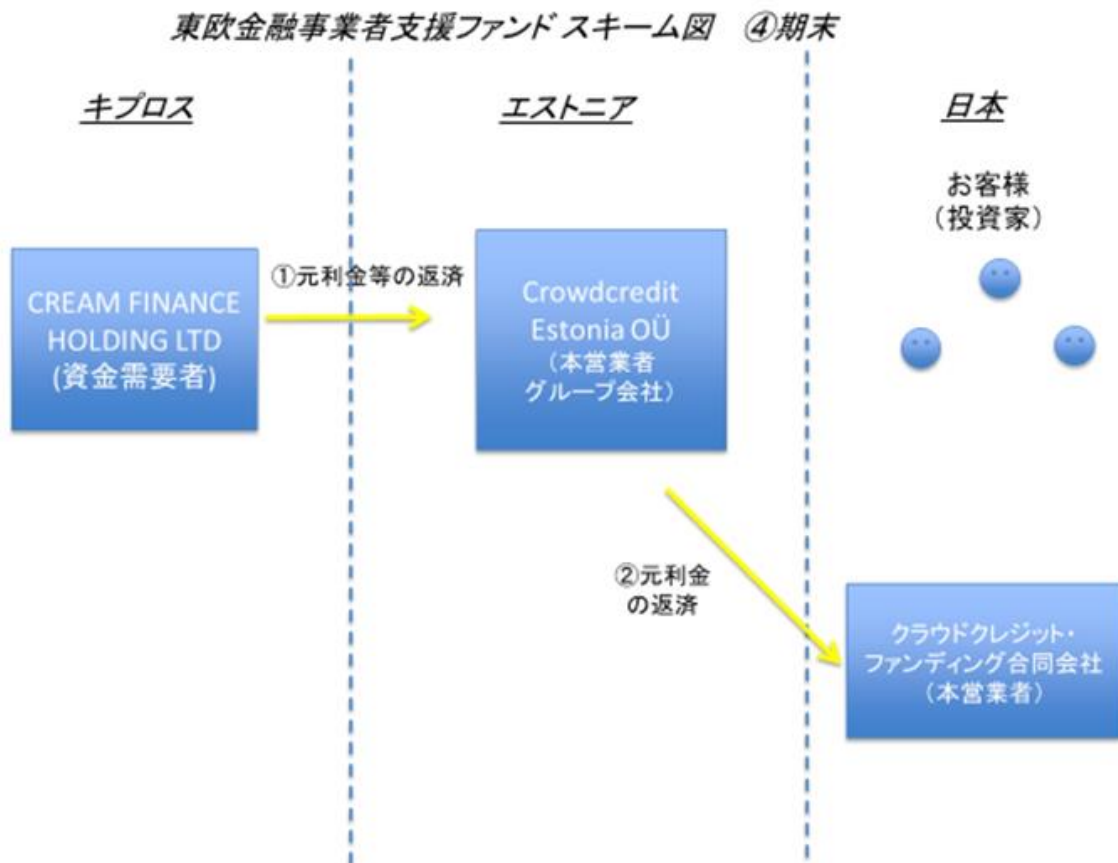 東欧金融事業者支援ファンド スキーム図　④期末
キプロス
エストニア
日本
お客様
（投資家）
①元利金等の返済
CREAM FINANCE
HOLDING LTD
(資金需要者)
Crowdcredit
Estonia OÜ
（本営業者
グループ会社）
②元利金
の返済
クラウドクレジット・
ファンディング合同会社
（本営業者）